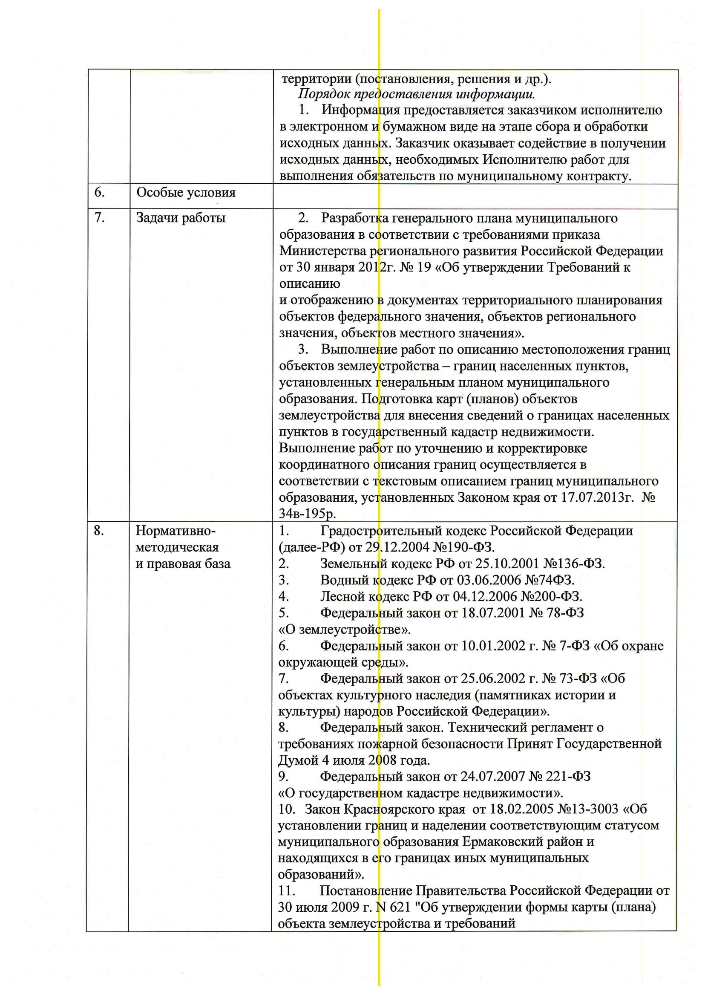 территории (постановления, решения и др.).
Порядок предоставления информации.
1. Информация предоставляется заказчиком исполнителю
в электронном и бумажном виде на этапе сбора и обработки
исходных данных. Заказчик оказывает содействие в получении
исходных данных, необходимых Исполнителю работ для
выполнения обязательств по муниципальному контракту.
6. Особые условия
7. Задачи работы
2. Разработка генерального плана муниципального
образования в соответствии с требованиями приказа
Министерства регионального развития Российской Федерации
от 30 января 2012г. № 19 «Об утверждении Требований к
описанию
и отображению в документах территориального планирования
объектов федерального значения, объектов регионального
значения, объектов местного значения».
3. Выполнение работ по описанию местоположения границ
объектов землеустройства – границ населенных пунктов,
установленных генеральным планом муниципального
образования. Подготовка карт (планов) объектов
землеустройства для внесения сведений о границах населенных
пунктов в государственный кадастр недвижимости.
Выполнение работ по уточнению и корректировке
координатного описания границ осуществляется в
соответствии с текстовым описанием границ муниципального
образования, установленных Законом края от 17.07.2013г. №
34в-195р.
8. Нормативно-
методическая
и правовая база
1. Градостроительный кодекс Российской Федерации
(далее-РФ) от 29.12.2004 №190-ФЗ.
2. Земельный кодекс РФ от 25.10.2001 №136-ФЗ.
3. Водный кодекс РФ от 03.06.2006 №74ФЗ.
4. Лесной кодекс РФ от 04.12.2006 №200-ФЗ.
5. Федеральный закон от 18.07.2001 № 78-ФЗ
«О землеустройстве».
6. Федеральный закон от 10.01.2002 г. № 7-ФЗ «Об охране
окружающей среды».
7. Федеральный закон от 25.06.2002 г. № 73-ФЗ «Об
объектах культурного наследия (памятниках истории и
культуры) народов Российской Федерации».
8. Федеральный закон. Технический регламент о
требованиях пожарной безопасности Принят Государственной
Думой 4 июля 2008 года.
9. Федеральный закон от 24.07.2007 № 221-ФЗ
«О государственном кадастре недвижимости».
10. Закон Красноярского края от 18.02.2005 №13-3003 «Об
установлении границ и наделении соответствующим статусом
муниципального образования Ермаковский район и
находящихся в его границах иных муниципальных
образований».
11. Постановление Правительства Российской Федерации от
30 июля 2009 г. N 621 "Об утверждении формы карты (плана)
объекта землеустройства и требований